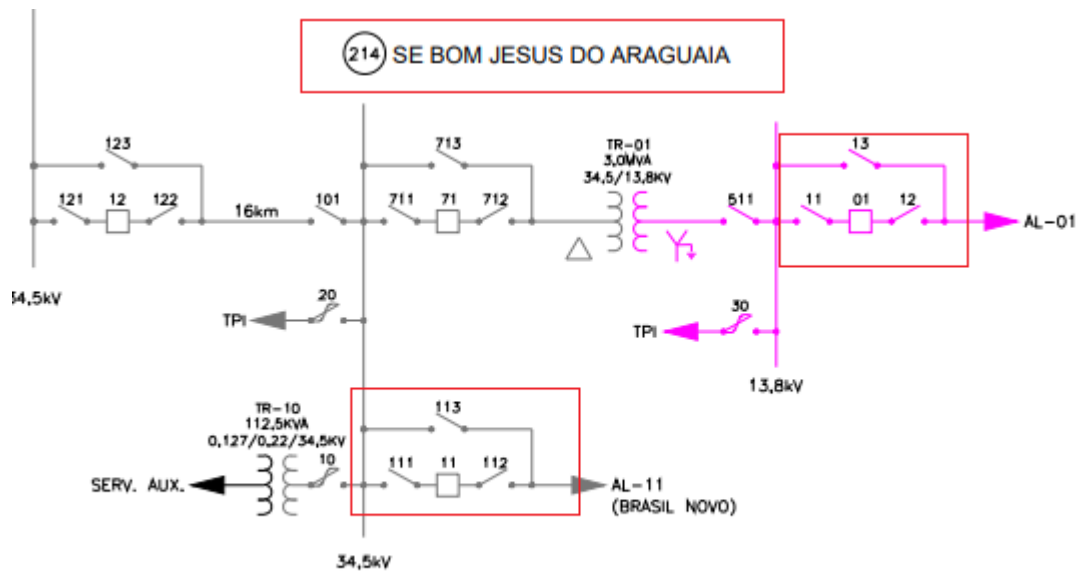 214 SE BOM JESUS DO ARAGUAIA
123
713
TR-01
3,0MVA
34,5/13,8KV
13
121 12 122
16km
101
711 71 712
511
11 01 12
AL-01
34,5kV
20
TPI
30
TPI
13,8kV
TR-10
112,5KVA
0,127/0,22/34,5KV
113
10
111 11 112
SERV. AUX.
AL-11
(BRASIL NOVO)
34,5kV